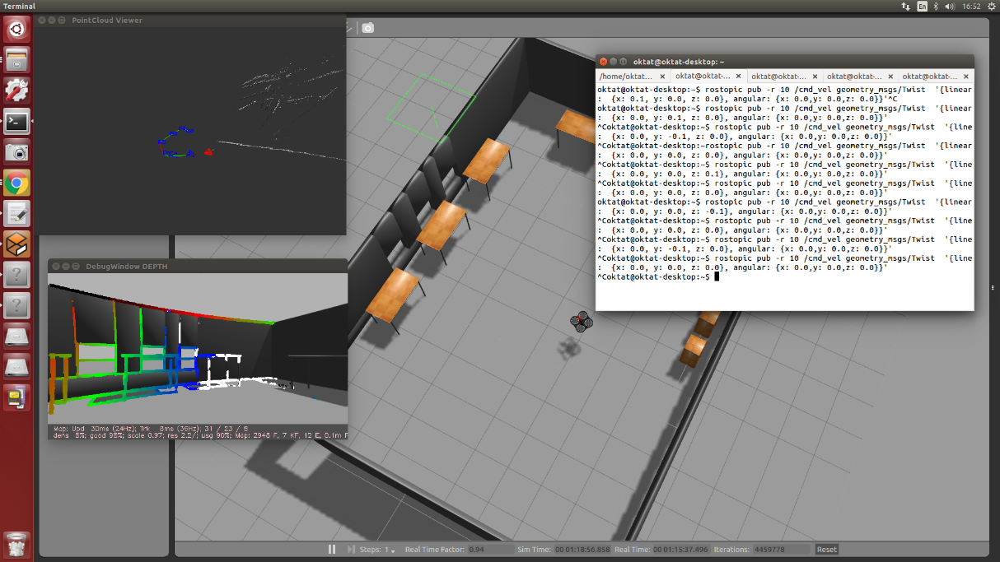 Terminal
En
16:52
PointCloud Viewer
oktat@oktat-desktop: ~
/home/oktat...
oktat@oktat-...
oktat@oktat-...
oktat@oktat-...
oktat@oktat-...
oktat@oktat-desktop:~$ rostopic pub -r 10 /cmd_vel geometry_msgs/Twist  '{linear
:  {x: 0.1, y: 0.0, z: 0.0}, angular: {x: 0.0,y: 0.0,z: 0.0}}'^C
oktat@oktat-desktop:~$ rostopic pub -r 10 /cmd_vel geometry_msgs/Twist  '{linear
:  {x: 0.0, y: 0.1, z: 0.0}, angular: {x: 0.0,y: 0.0,z: 0.0}}'
^Coktat@oktat-desktop:~$ rostopic pub -r 10 /cmd_vel geometry_msgs/Twist  '{line
r:  {x: 0.0, y: -0.1, z: 0.0}, angular: {x: 0.0,y: 0.0,z: 0.0}}'
^Coktat@oktat-desktop:~rostopic pub -r 10 /cmd_vel geometry_msgs/Twist  '{linear
:  {x: 0.0, y: 0.0, z: 0.0}, angular: {x: 0.0,y: 0.0,z: 0.0}}'
^Coktat@oktat-desktop:~$ rostopic pub -r 10 /cmd_vel geometry_msgs/Twist  '{line
r:  {x: 0.0, y: 0.0, z: 0.1}, angular: {x: 0.0,y: 0.0,z: 0.0}}'
^Coktat@oktat-desktop:~$ rostopic pub -r 10 /cmd_vel geometry_msgs/Twist  '{line
r:  {x: 0.0, y: 0.0, z: 0.0}, angular: {x: 0.0,y: 0.0,z: 0.0}}'
oktat@oktat-desktop:~$ rostopic pub -r 10 /cmd_vel geometry_msgs/Twist  '{linear
:  {x: 0.0, y: 0.0, z: -0.1}, angular: {x: 0.0,y: 0.0,z: 0.0}}'
^Coktat@oktat-desktop:~$ rostopic pub -r 10 /cmd_vel geometry_msgs/Twist  '{line
r:  {x: 0.0, y: 0.0, z: 0.0}, angular: {x: 0.0,y: 0.0,z: 0.0}}'
^Coktat@oktat-desktop:~$ rostopic pub -r 10 /cmd_vel geometry_msgs/Twist  '{line
:  {x: 0.0, y: -0.1, z: 0.0}, angular: {x: 0.0,y: 0.0,z: 0.0}}'
^Coktat@oktat-desktop:~$ rostopic pub -r 10 /cmd_vel geometry_msgs/Twist  '{line
:  {x: 0.0, y: 0.0, z: 0.0}, angular: {x: 0.0,y: 0.0,z: 0.0}}'
^Coktat@oktat-desktop:~$
DebugWindow DEPTH
Map: Upd 30ms (24Hz); Trk 8ms (36Hz); 31 / 23 / 8
dens 8%; good 98%; scale 0.97; res 2.2/; usg 90%; Map: 2948 F, 7 KF, 12 E, 0.1m P
Steps: 1
Real Time Factor: 0.94
Sim Time: 00 01:18:56.858
Real Time: 00 01:15:37.496
Iterations: 4459778
Reset